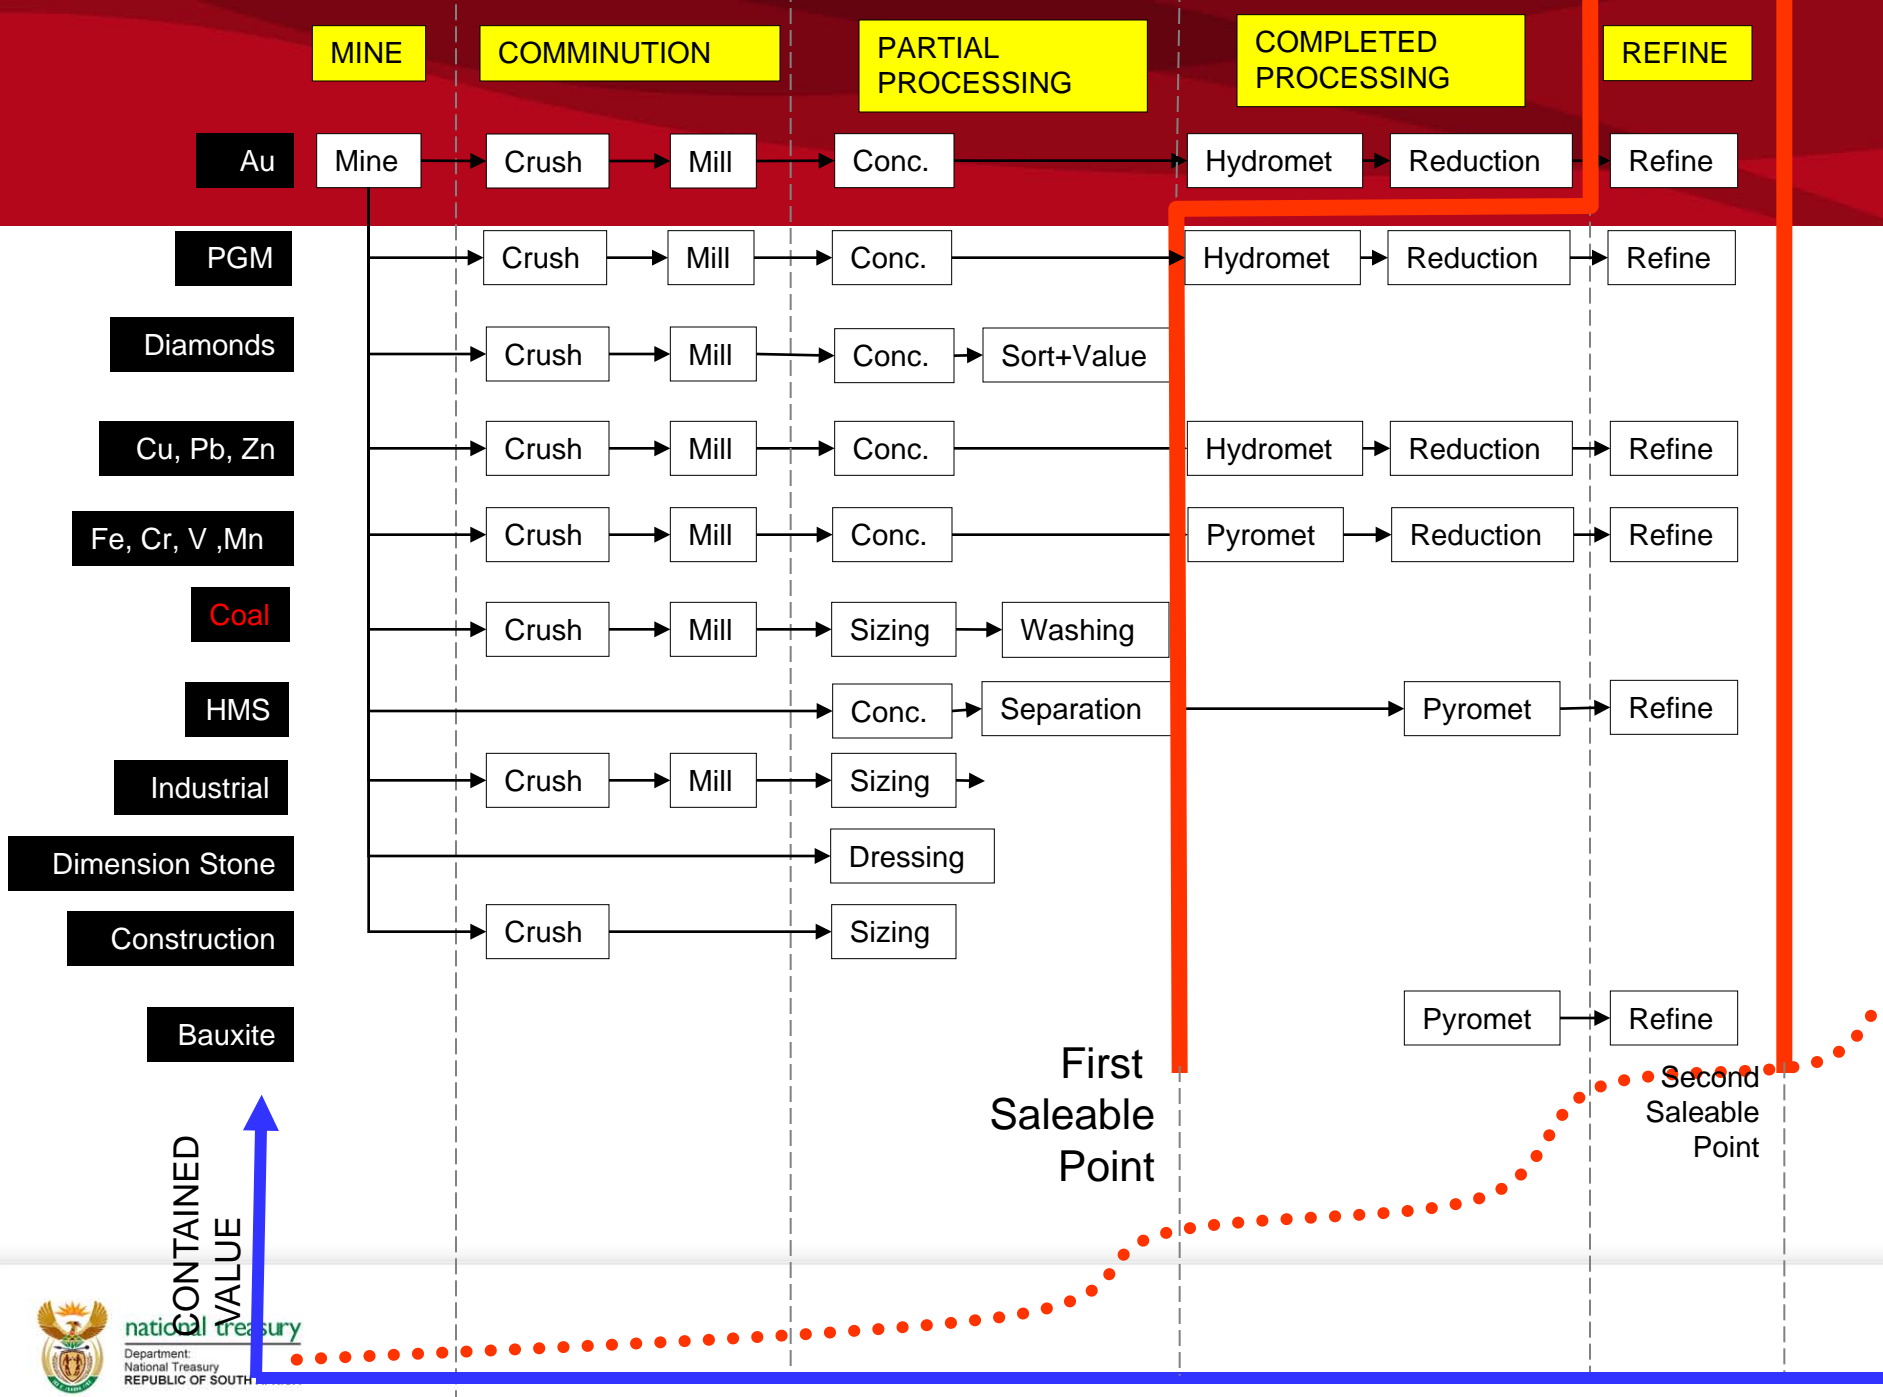 MINE
COMMINUTION
PARTIAL
PROCESSING
COMPLETED
PROCESSING
REFINE
Au
Mine
Crush
Mill
Conc.
Hydromet
Reduction
Refine
PGM
Crush
Mill
Conc.
Hydromet
Reduction
Refine
Diamonds
Crush
Mill
Conc.
Sort+Value
Cu, Pb, Zn
Crush
Mill
Conc.
Hydromet
Reduction
Refine
Fe, Cr, V ,Mn
Crush
Mill
Conc.
Pyromet
Reduction
Refine
Coal
Crush
Mill
Sizing
Washing
HMS
Conc.
Separation
Pyromet
Refine
Industrial
Crush
Mill
Sizing
Dimension Stone
Dressing
Construction
Crush
Sizing
Bauxite
Pyromet
Refine
First
Saleable
Point
Second
Saleable
Point
CONTAINED
VALUE
national treasury
Department:
National Treasury
REPUBLIC OF SOUTH